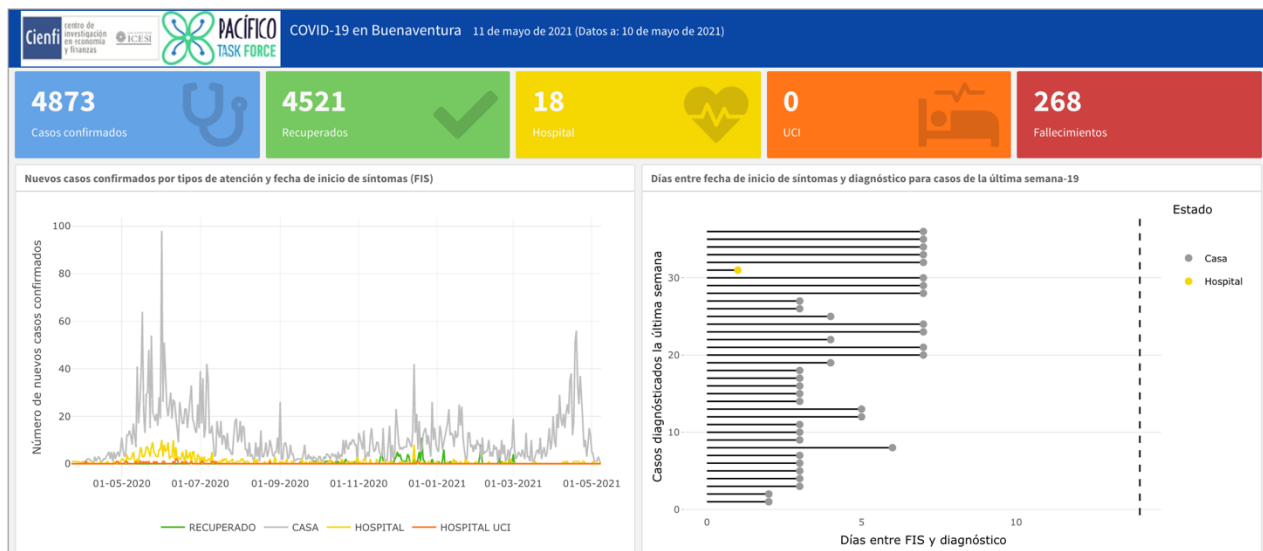 Cienfi
centro de
investigación
en economía
y finanzas
ICESI
PACÍFICO
TASK FORCE
COVID-19 en Buenaventura 11 de mayo de 2021 (Datos a: 10 de mayo de 2021)
4873
Casos confirmados
4521
Recuperados
18
Hospital
0
UCI
268
Fallecimientos
Nuevos casos confirmados por tipos de atención y fecha de inicio de síntomas (FIS)
Número de nuevos casos confirmados
100
80
60
40
20
0
01-05-2020 01-07-2020 01-09-2020 01-11-2020 01-01-2021 01-03-2021 01-05-2021
RECUPERADO CASA HOSPITAL HOSPITAL UCI
Días entre fecha de inicio de síntomas y diagnóstico para casos de la última semana-19
Casos diagnósticados la última semana
30
20
10
0
0 5 10
Días entre FIS y diagnóstico
Estado
Casa
Hospital